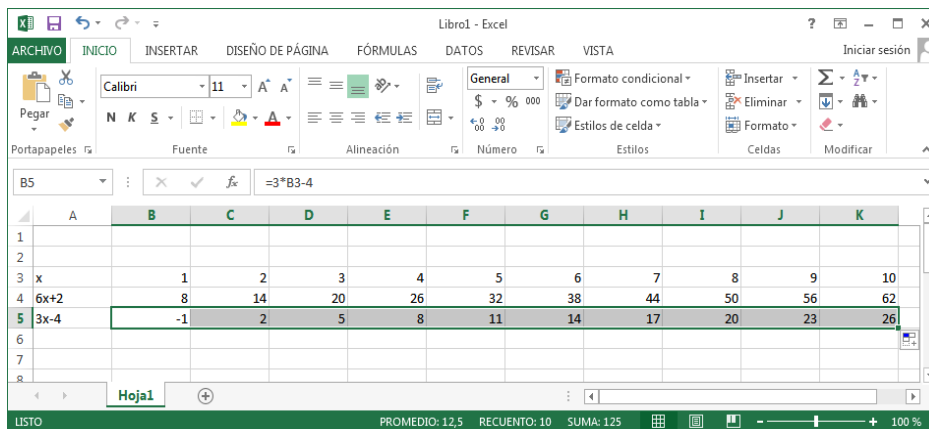 Libro1 - Excel
ARCHIVO INICIO INSERTAR DISEÑO DE PÁGINA FÓRMULAS DATOS REVISAR VISTA Iniciar sesión
Pegar
Calibri 11
N K S
General
$ % 000
Formato condicional
Dar formato como tabla
Estilos de celda
Insertar
Eliminar
Formato
Portapapeles Fuente Alineación Número Estilos Celdas Modificar
B5 fx =3*B3-4
A B C D E F G H I J K
1
2
3 x 1 2 3 4 5 6 7 8 9 10
4 6x+2 8 14 20 26 32 38 44 50 56 62
5 3x-4 -1 2 5 8 11 14 17 20 23 26
6
7
8
Hoja1
LISTO PROMEDIO: 12,5 RECUENTO: 10 SUMA: 125 100 %